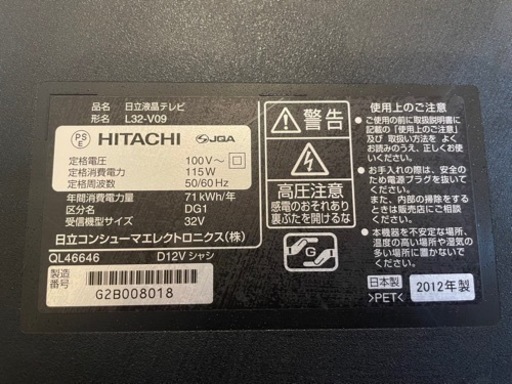 品名 日立液晶テレビ
形名 L32-V09
PS
E
HITACHI JQA
定格電圧 100V～
定格消費電力 115W
定格周波数 50/60Hz
年間消費電力量 71kWh/年
区分名 DG1
受信機型サイズ 32V
日立コンシューマエレクトロニクス(株)
QL46646 D12Vシャシ
製造番号 G2B008018
警告
高圧注意
感電のおそれあり
裏ぶたを開けるな
G
使用上のご注意
●ご使用の前に取扱説明書に
記載の「使用上のご注意」
及び 取扱い方法を よく
お読みのうえ、正しくお使
いください。
●お手入れの際は、安全の
ため電源プラグを抜いてく
ださい。
また、内部の掃除をする
ときは販売店にご相談く
ださい。
●本機器を不安定な場所、
温度の高い場所や湿気の
多い場所に置かないで
ください。
日本製
>PET<
2012年製